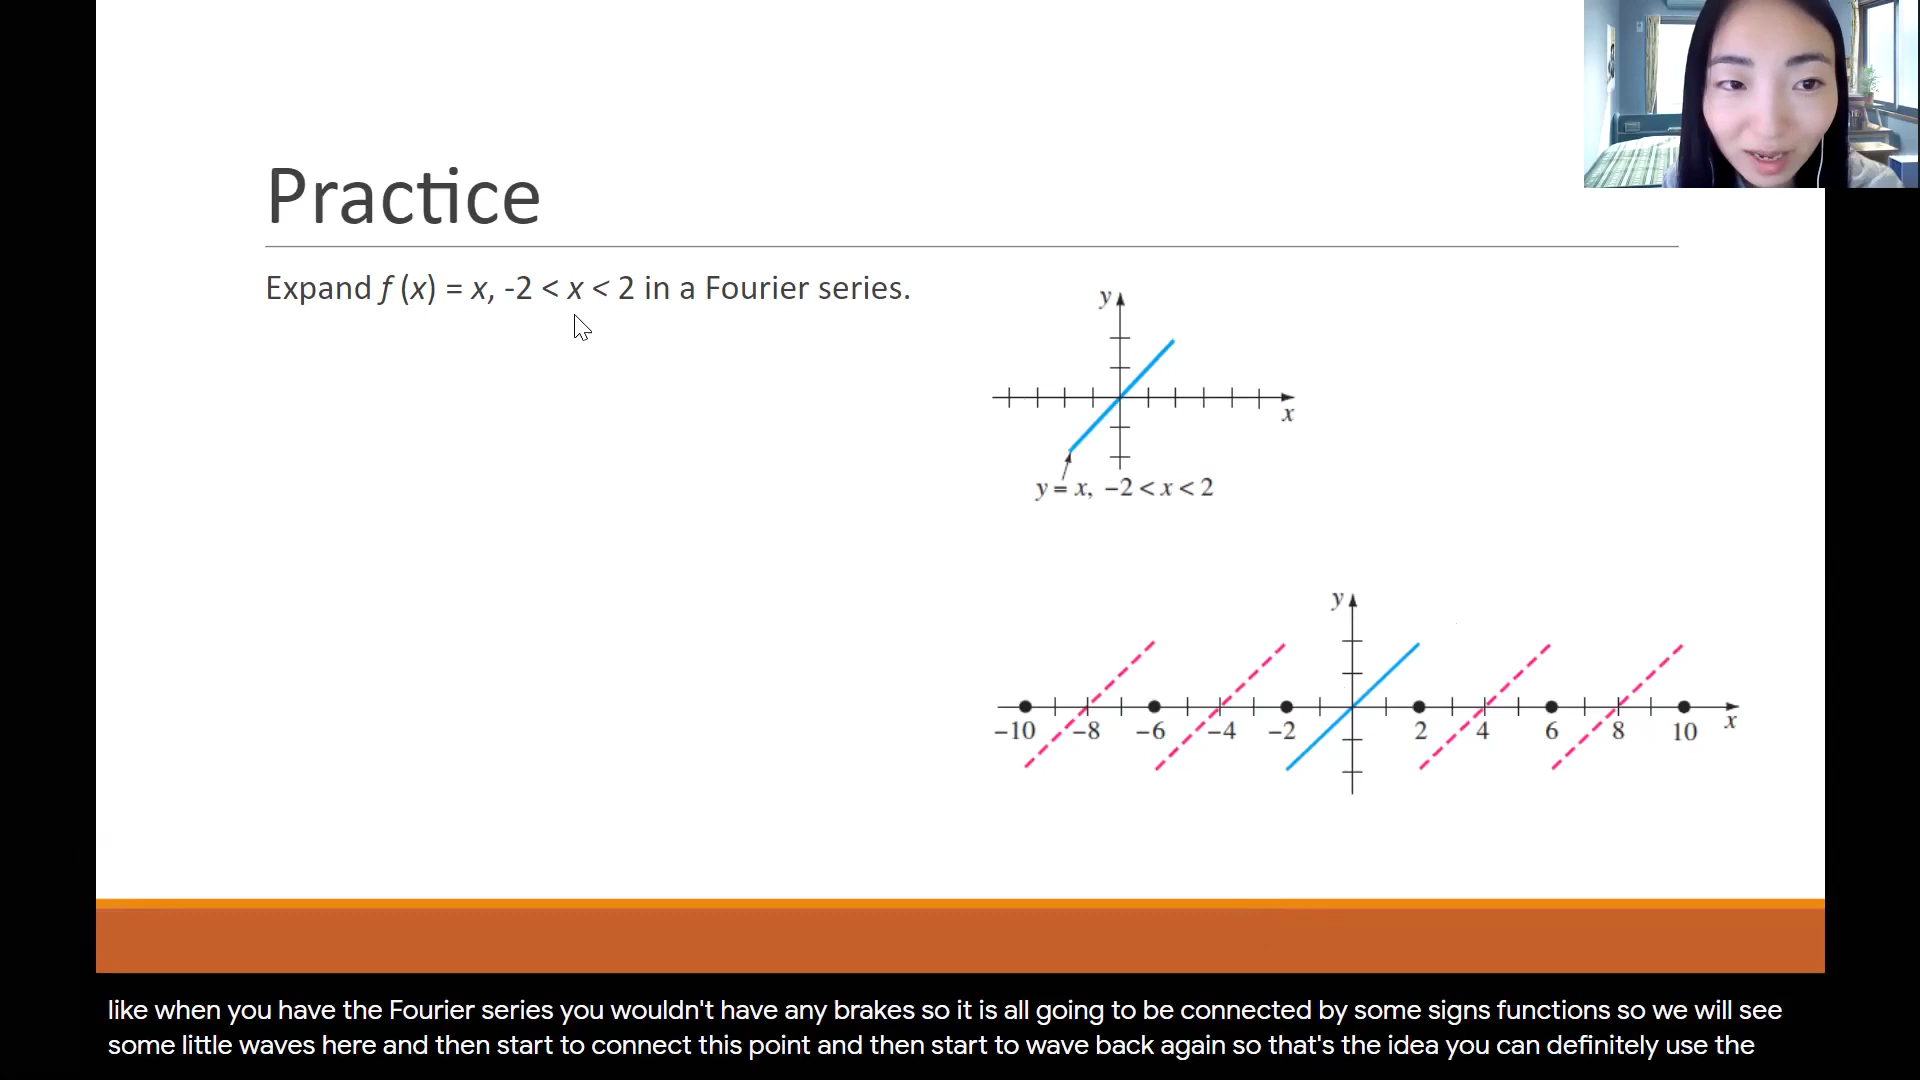 Practice
Expand f (x) = x, -2 < x < 2 in a Fourier series.
y
x
y = x, −2 < x < 2
y
−10 −8 −6 −4 −2 2 4 6 8 10 x
like when you have the Fourier series you wouldn't have any brakes so it is all going to be connected by some signs functions so we will see
some little waves here and then start to connect this point and then start to wave back again so that's the idea you can definitely use the